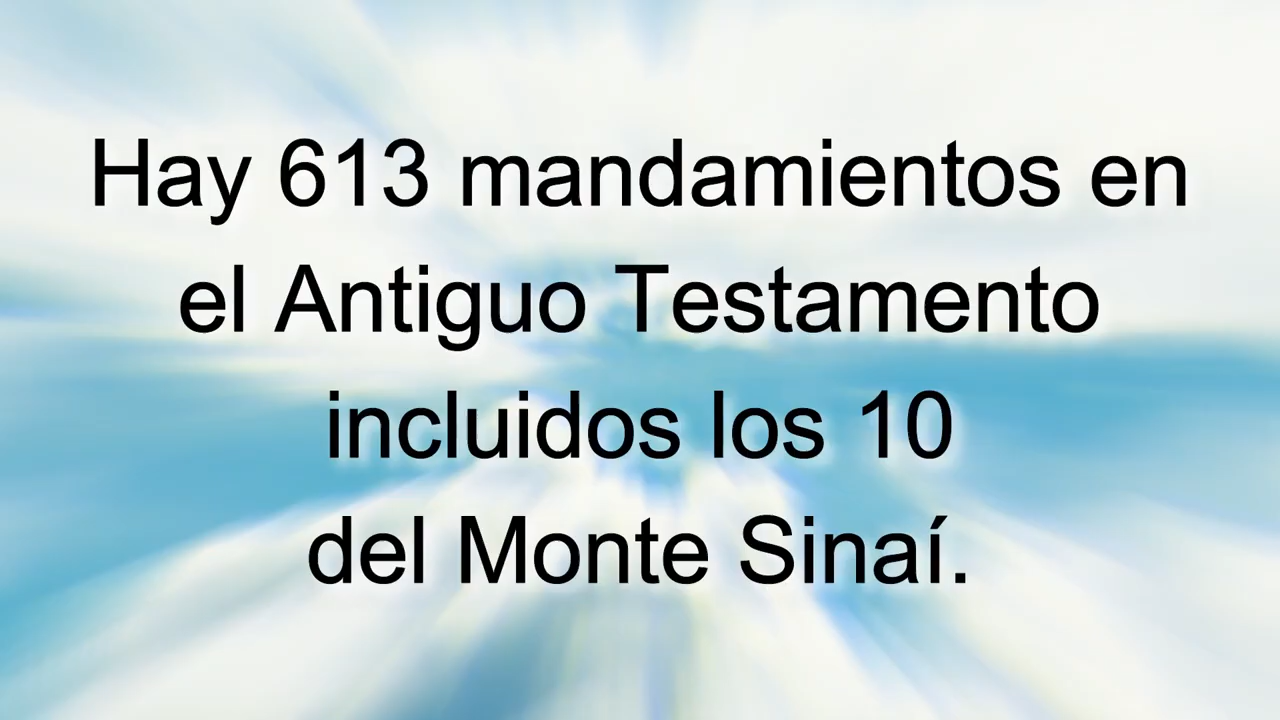 Hay 613 mandamientos en
el Antiguo Testamento
incluidos los 10
del Monte Sinaí.